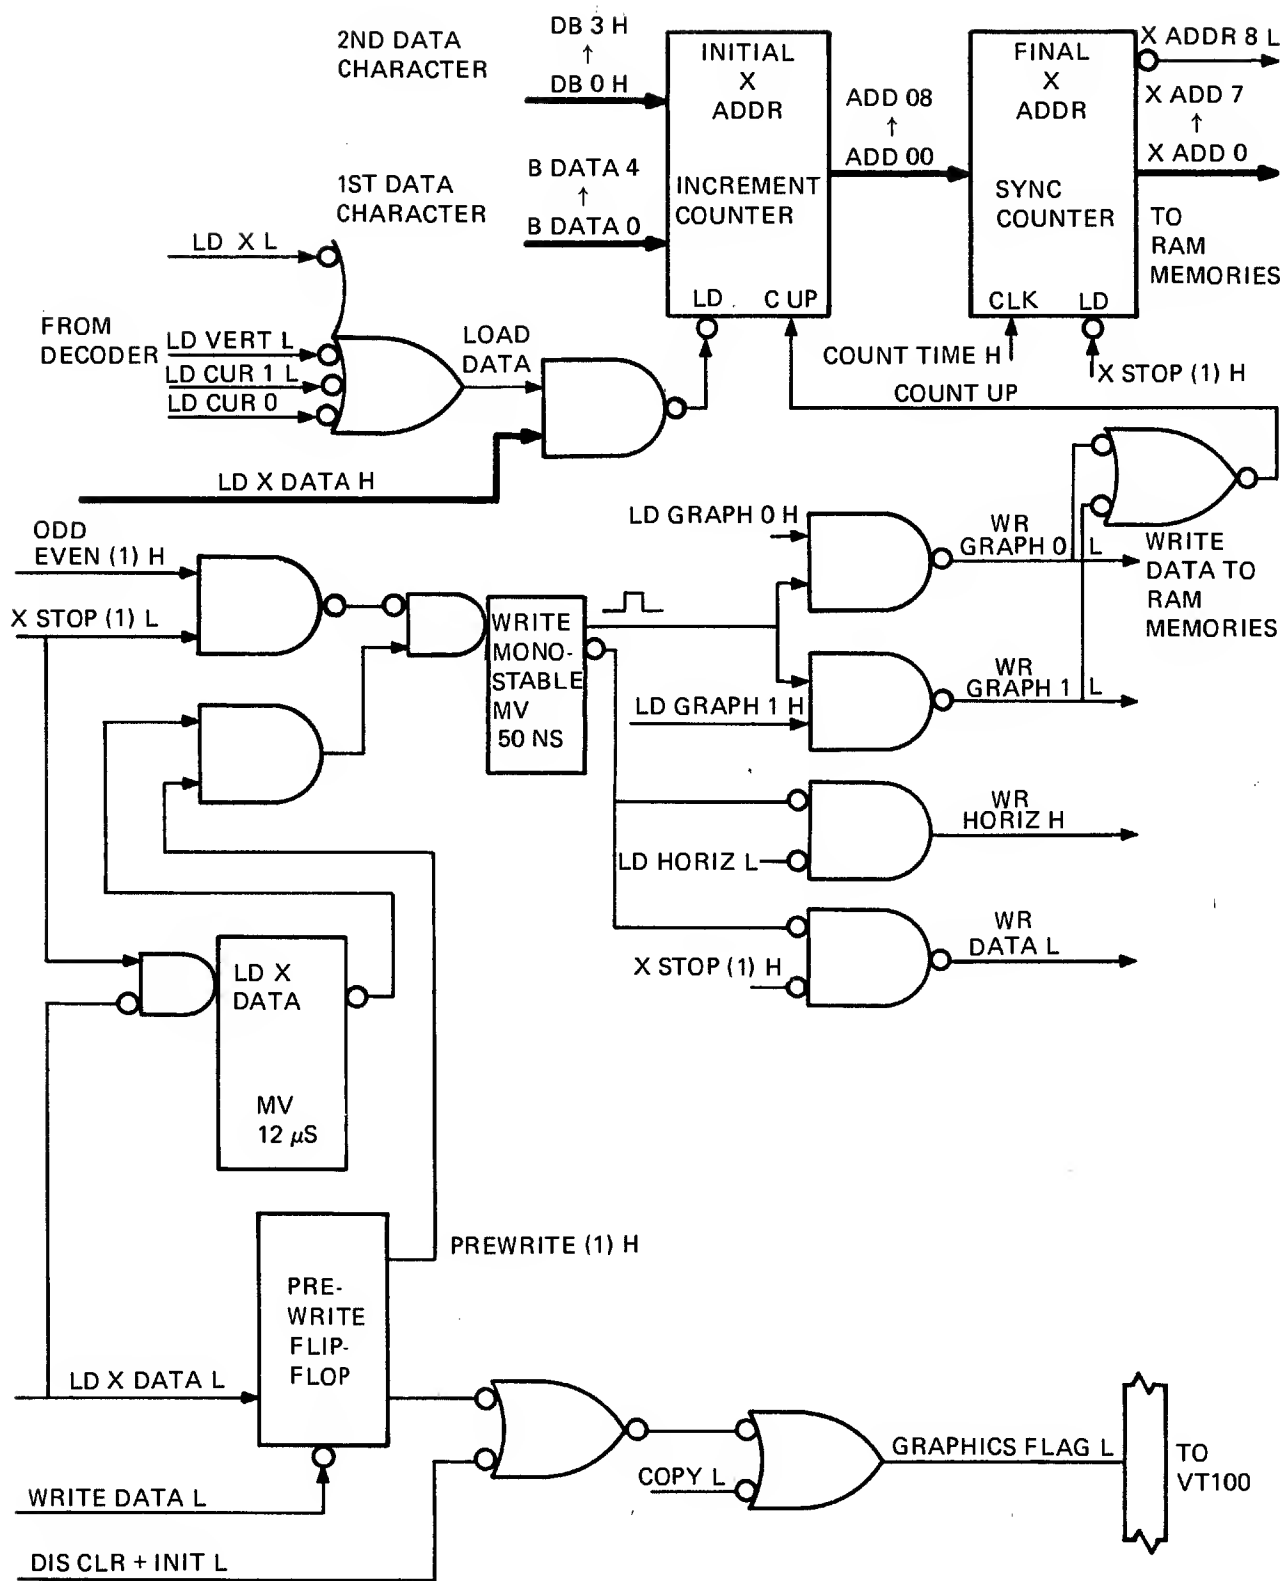 2ND DATA
CHARACTER
DB 3 H
↑
DB 0 H
INITIAL
X
ADDR
INCREMENT
COUNTER
LD
C UP
ADD 08
↑
ADD 00
FINAL
X
ADDR
SYNC
COUNTER
CLK
LD
X ADDR 8 L
X ADD 7
↑
X ADD 0
TO
RAM
MEMORIES
1ST DATA
CHARACTER
B DATA 4
↑
B DATA 0
LD X L
FROM
DECODER
LD VERT L
LD CUR 1 L
LD CUR 0
LOAD
DATA
LD X DATA H
COUNT TIME H
X STOP (1) H
COUNT UP
ODD
EVEN (1) H
X STOP (1) L
WRITE
MONO-
STABLE
MV
50 NS
LD GRAPH 0 H
WR
GRAPH 0 L
WRITE
DATA TO
RAM
MEMORIES
LD GRAPH 1 H
WR
GRAPH 1 L
WR
HORIZ H
LD HORIZ L
WR
DATA L
X STOP (1) H
LD X
DATA
MV
12 μS
PREWRITE (1) H
PRE-
WRITE
FLIP-
FLOP
LD X DATA L
WRITE DATA L
DIS CLR + INIT L
COPY L
GRAPHICS FLAG L
TO
VT100